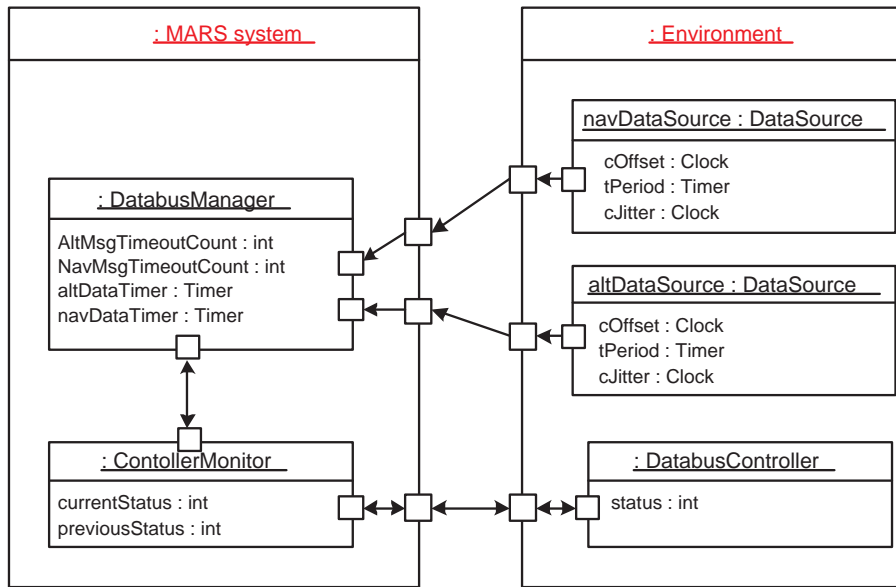 : MARS system
: DatabusManager
AltMsgTimeoutCount : int
NavMsgTimeoutCount : int
altDataTimer : Timer
navDataTimer : Timer
: ContollerMonitor
currentStatus : int
previousStatus : int
: Environment
navDataSource : DataSource
cOffset : Clock
tPeriod : Timer
cJitter : Clock
altDataSource : DataSource
cOffset : Clock
tPeriod : Timer
cJitter : Clock
: DatabusController
status : int